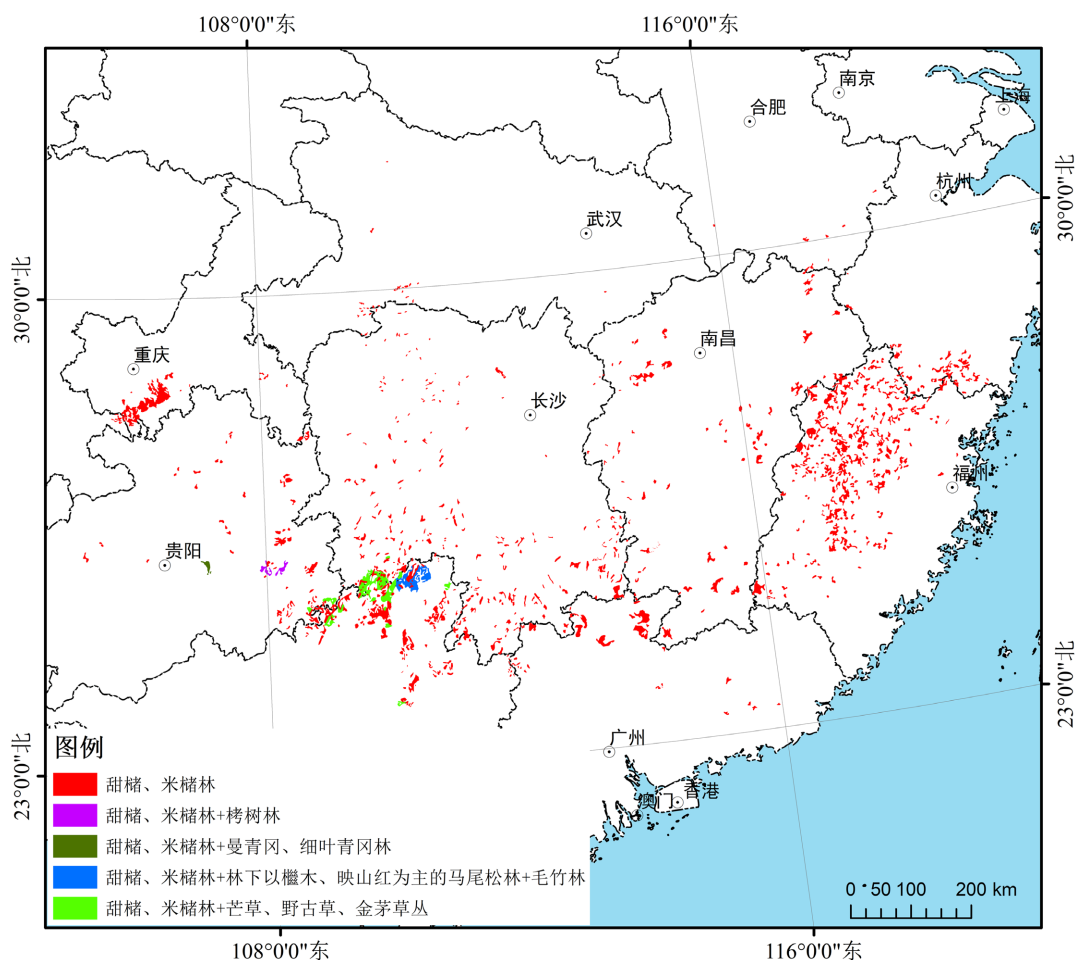 108°0'0"东
116°0'0"东
南京
合肥
上海
杭州
30°0'0"北
武汉
30°0'0"北
南昌
重庆
长沙
福州
贵阳
23°0'0"北
广州
图例
23°0'0"北
甜槠、米槠林
香港
澳门
甜槠、米槠林+栲树林
甜槠、米槠林+曼青冈、细叶青冈林
甜槠、米槠林+林下以檵木、映山红为主的马尾松林+毛竹林
0 50 100 200 km
甜槠、米槠林+芒草、野古草、金茅草丛
108°0'0"东
116°0'0"东